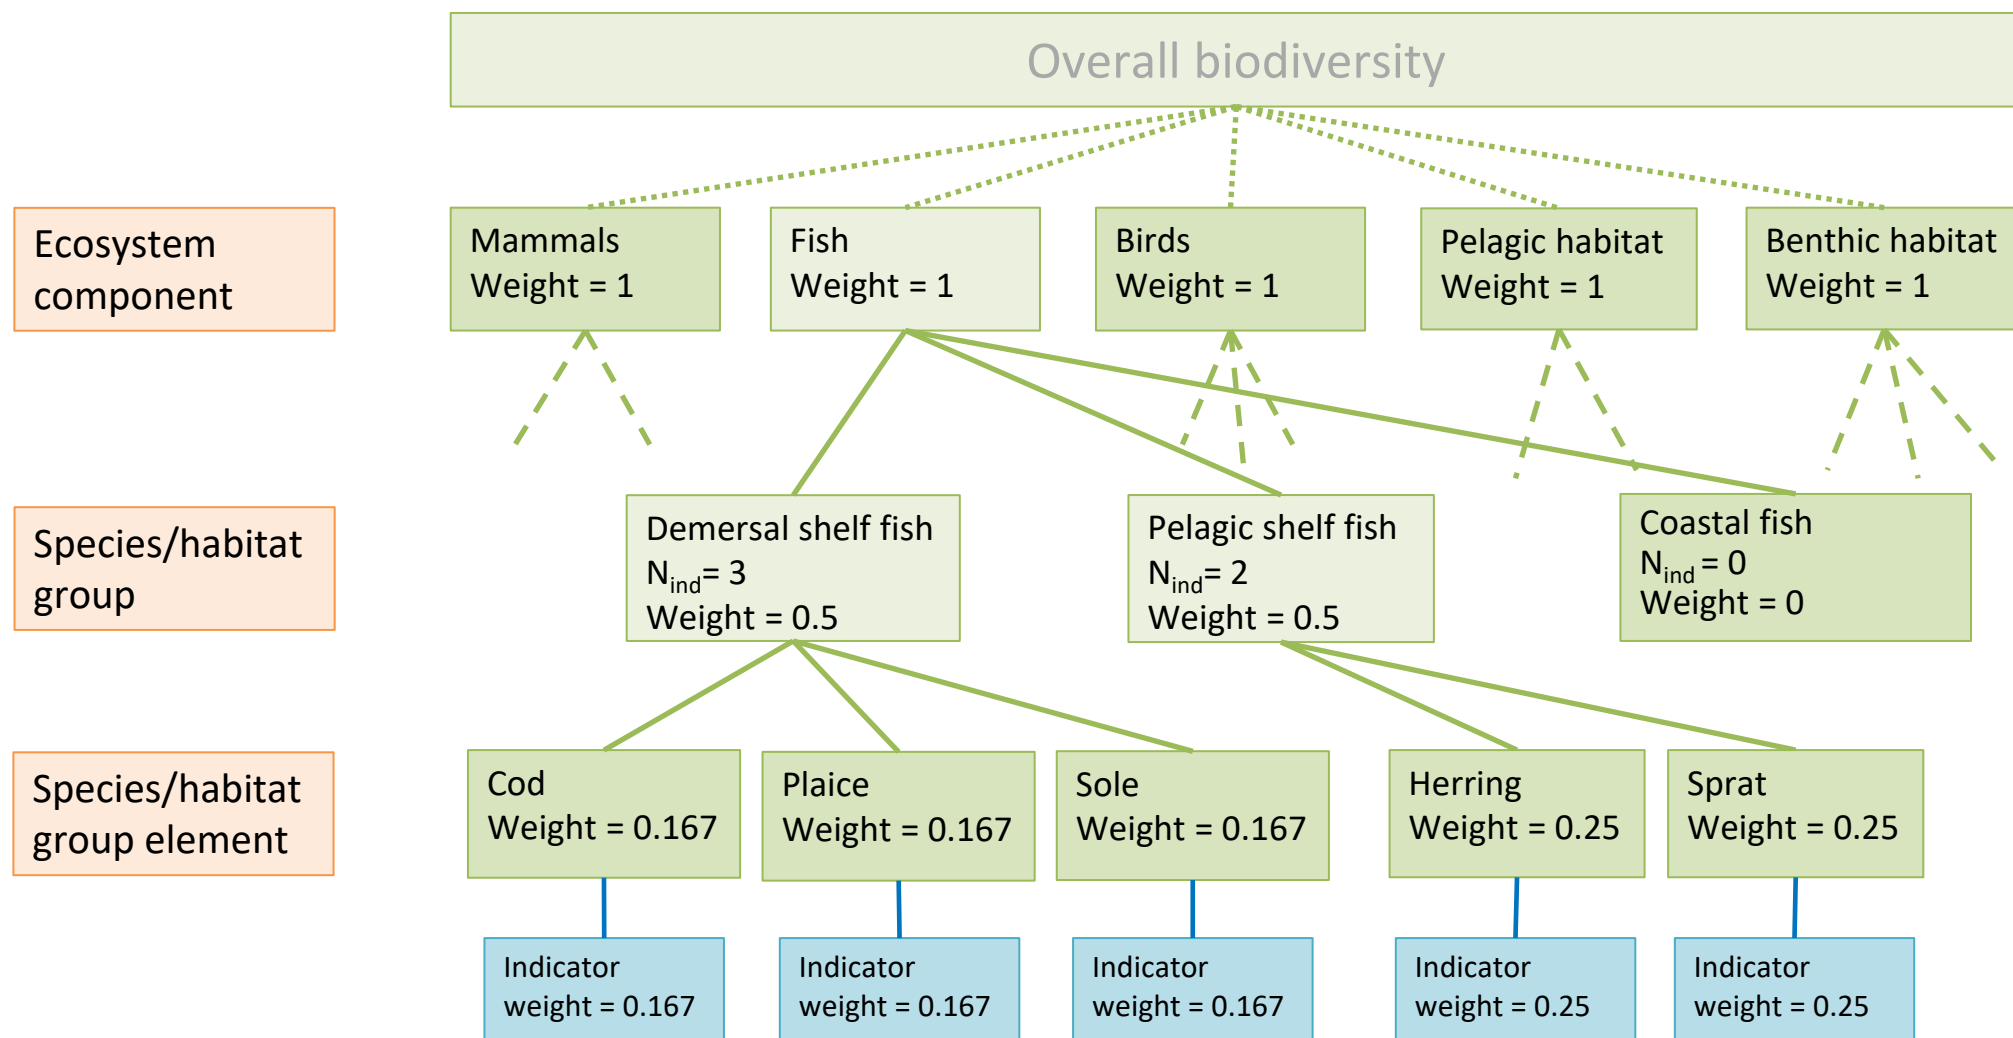 Overall biodiversity
Ecosystem
component
Mammals
Weight = 1
Fish
Weight = 1
Birds
Weight = 1
Pelagic habitat
Weight = 1
Benthic habitat
Weight = 1
Species/habitat
group
Demersal shelf fish
N_ind= 3
Weight = 0.5
Pelagic shelf fish
N_ind= 2
Weight = 0.5
Coastal fish
N_ind = 0
Weight = 0
Species/habitat
group element
Cod
Weight = 0.167
Plaice
Weight = 0.167
Sole
Weight = 0.167
Herring
Weight = 0.25
Sprat
Weight = 0.25
Indicator
weight = 0.167
Indicator
weight = 0.167
Indicator
weight = 0.167
Indicator
weight = 0.25
Indicator
weight = 0.25